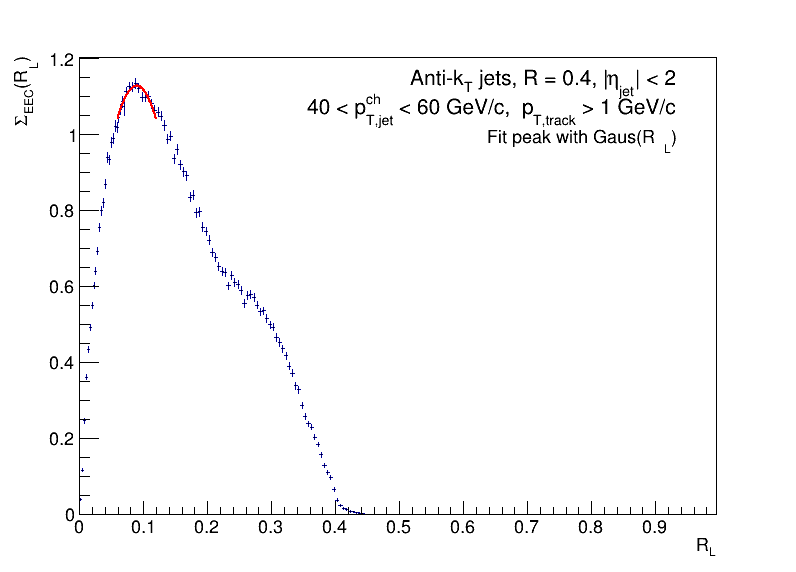 Σ_EEC(R_L)
Anti-k_T jets, R = 0.4, |η_jet| < 2
40 < p^ch_T,jet < 60 GeV/c, p_T,track > 1 GeV/c
Fit peak with Gaus(R_L)
1.2
1
0.8
0.6
0.4
0.2
0
0 0.1 0.2 0.3 0.4 0.5 0.6 0.7 0.8 0.9
R_L